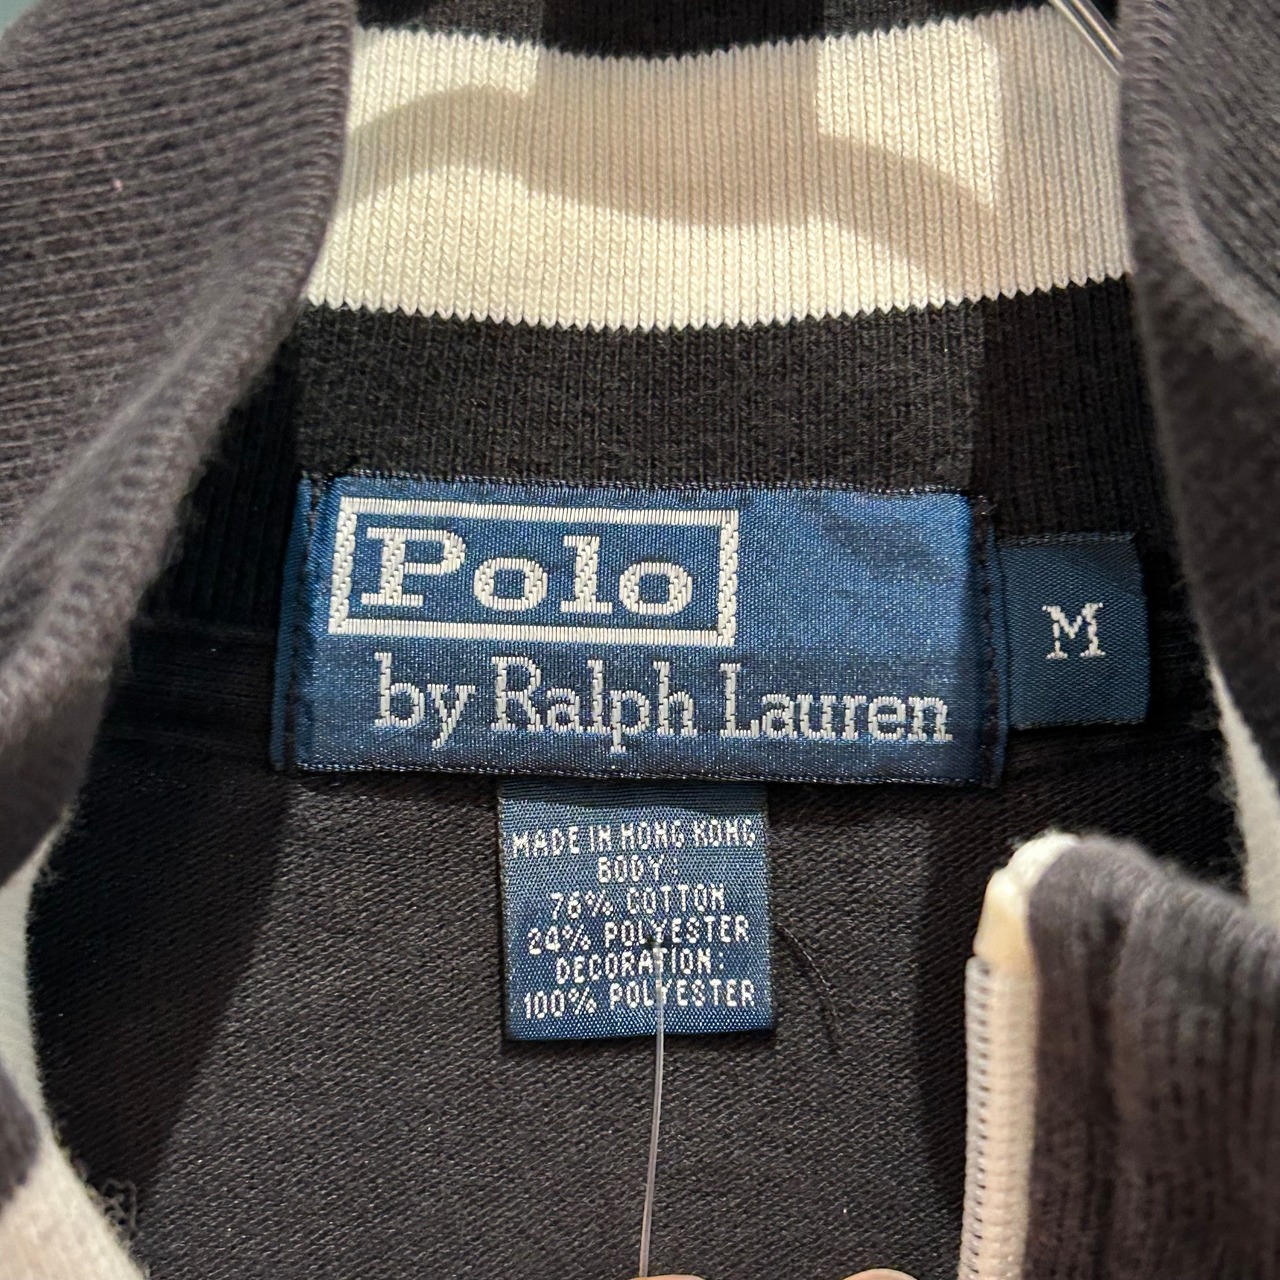 Polo
by Ralph Lauren
M
MADE IN HONG KONG
BODY:
76% COTTON
24% POLYESTER
DECORATION:
100% POLYESTER